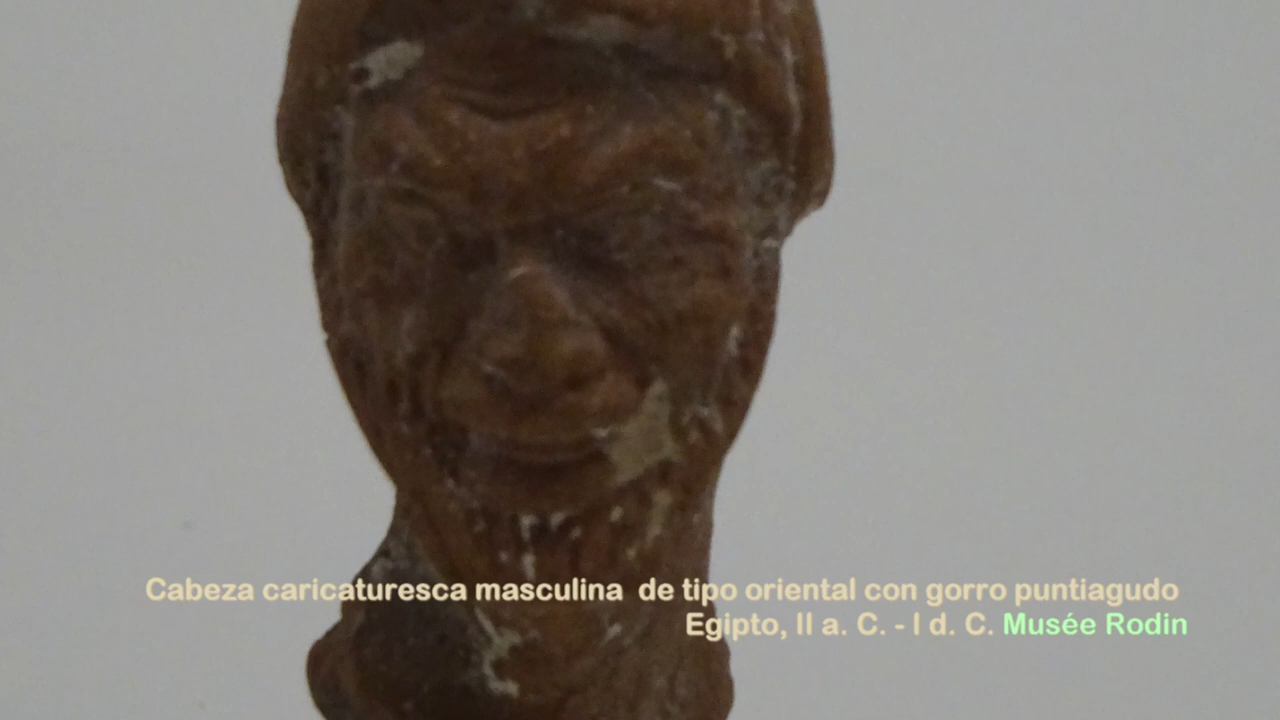 Cabeza caricaturesca masculina de tipo oriental con gorro puntiagudo
Egipto, II a. C. - I d. C. Musée Rodin